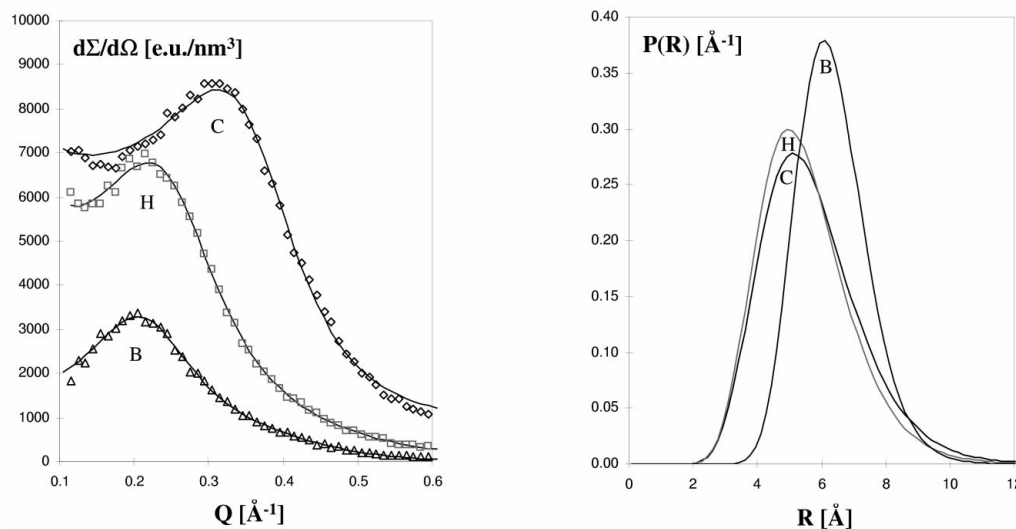 dΣ/dΩ [e.u./nm³]
10000
9000
8000
7000
6000
5000
4000
3000
2000
1000
0
C
H
B
0.1 0.2 0.3 0.4 0.5 0.6
Q [Å⁻¹]
P(R) [Å⁻¹]
0.40
0.35
0.30
0.25
0.20
0.15
0.10
0.05
0.00
B
H
C
0 2 4 6 8 10 12
R [Å]